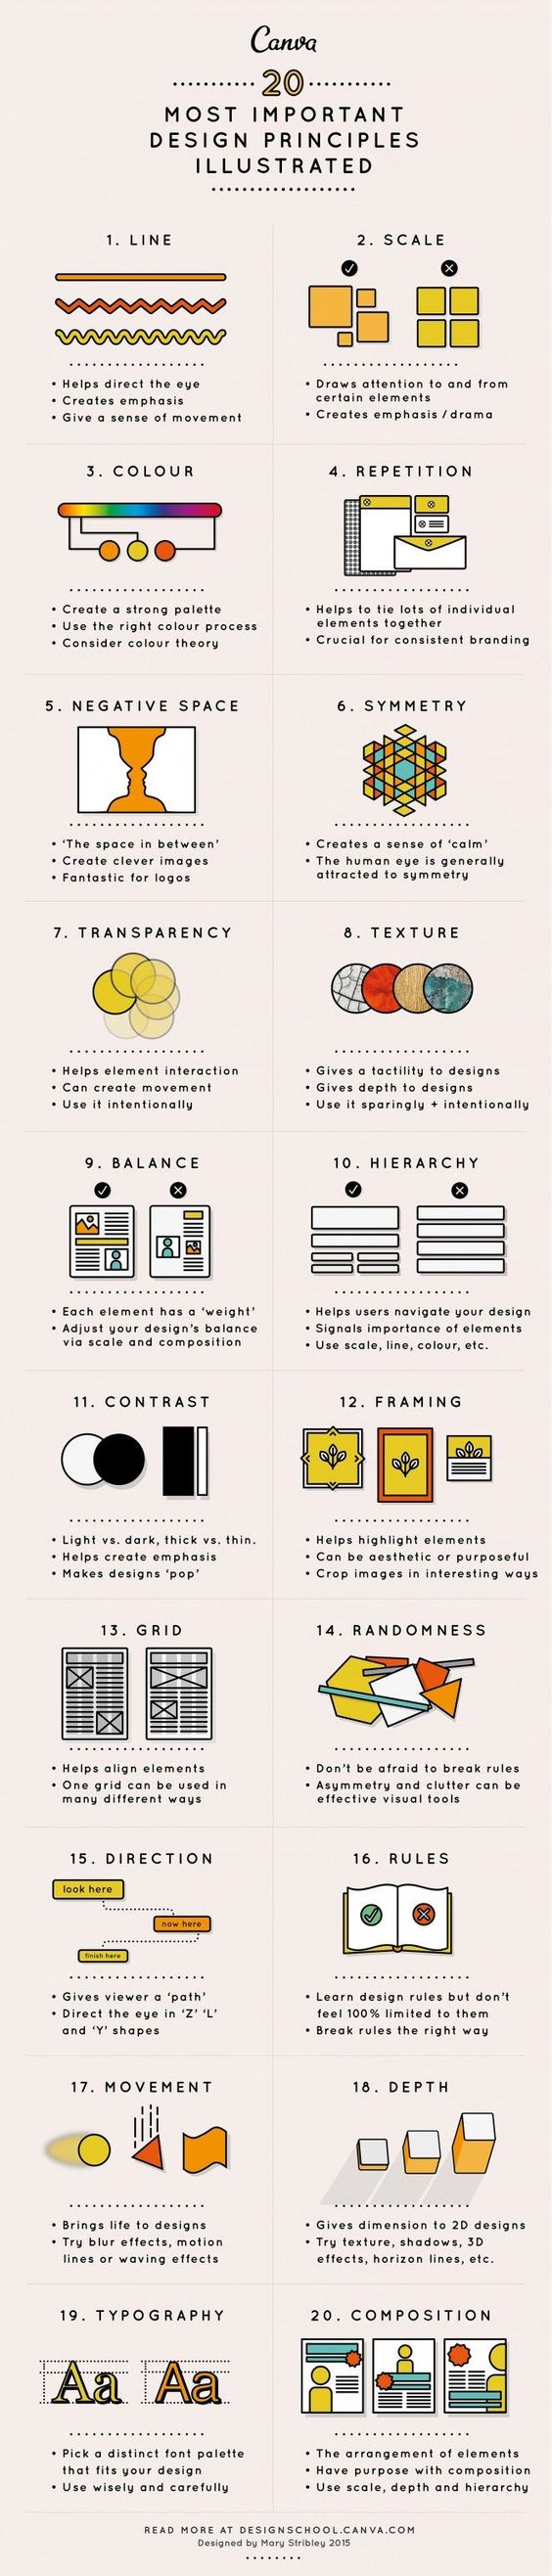 Canva
20
MOST IMPORTANT
DESIGN PRINCIPLES
ILLUSTRATED
1. LINE
• Helps direct the eye
• Creates emphasis
• Give a sense of movement
2. SCALE
• Draws attention to and from
certain elements
• Creates emphasis / drama
3. COLOUR
• Create a strong palette
• Use the right colour process
• Consider colour theory
4. REPETITION
• Helps to tie lots of individual
elements together
• Crucial for consistent branding
5. NEGATIVE SPACE
• ‘The space in between’
• Create clever images
• Fantastic for logos
6. SYMMETRY
• Creates a sense of ‘calm’
• The human eye is generally
attracted to symmetry
7. TRANSPARENCY
• Helps element interaction
• Can create movement
• Use it intentionally
8. TEXTURE
• Gives a tactility to designs
• Gives depth to designs
• Use it sparingly + intentionally
9. BALANCE
• Each element has a ‘weight’
• Adjust your design’s balance
via scale and composition
10. HIERARCHY
• Helps users navigate your design
• Signals importance of elements
• Use scale, line, colour, etc.
11. CONTRAST
• Light vs. dark, thick vs. thin.
• Helps create emphasis
• Makes designs ‘pop’
12. FRAMING
• Helps highlight elements
• Can be aesthetic or purposeful
• Crop images in interesting ways
13. GRID
• Helps align elements
• One grid can be used in
many different ways
14. RANDOMNESS
• Don’t be afraid to break rules
• Asymmetry and clutter can be
effective visual tools
15. DIRECTION
look here
now here
finish here
• Gives viewer a ‘path’
• Direct the eye in ‘Z’ ‘L’
and ‘Y’ shapes
16. RULES
• Learn design rules but don’t
feel 100% limited to them
• Break rules the right way
17. MOVEMENT
• Brings life to designs
• Try blur effects, motion
lines or waving effects
18. DEPTH
• Gives dimension to 2D designs
• Try texture, shadows, 3D
effects, horizon lines, etc.
19. TYPOGRAPHY
Aa Aa
• Pick a distinct font palette
that fits your design
• Use wisely and carefully
20. COMPOSITION
• The arrangement of elements
• Have purpose with composition
• Use scale, depth and hierarchy
READ MORE AT DESIGNSCHOOL.CANVA.COM
Designed by Mary Stribley 2015